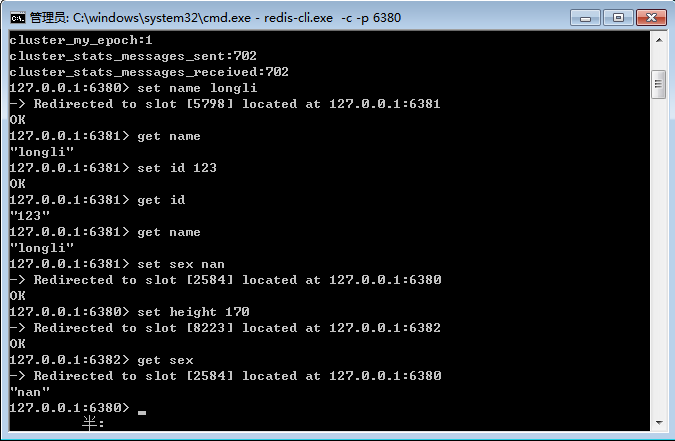 管理员: C:\windows\system32\cmd.exe - redis-cli.exe  -c -p 6380
cluster_my_epoch:1
cluster_stats_messages_sent:702
cluster_stats_messages_received:702
127.0.0.1:6380> set name longli
-> Redirected to slot [5798] located at 127.0.0.1:6381
OK
127.0.0.1:6381> get name
"longli"
127.0.0.1:6381> set id 123
OK
127.0.0.1:6381> get id
"123"
127.0.0.1:6381> get name
"longli"
127.0.0.1:6381> set sex nan
-> Redirected to slot [2584] located at 127.0.0.1:6380
OK
127.0.0.1:6380> set height 170
-> Redirected to slot [8223] located at 127.0.0.1:6382
OK
127.0.0.1:6382> get sex
-> Redirected to slot [2584] located at 127.0.0.1:6380
"nan"
127.0.0.1:6380>
半: